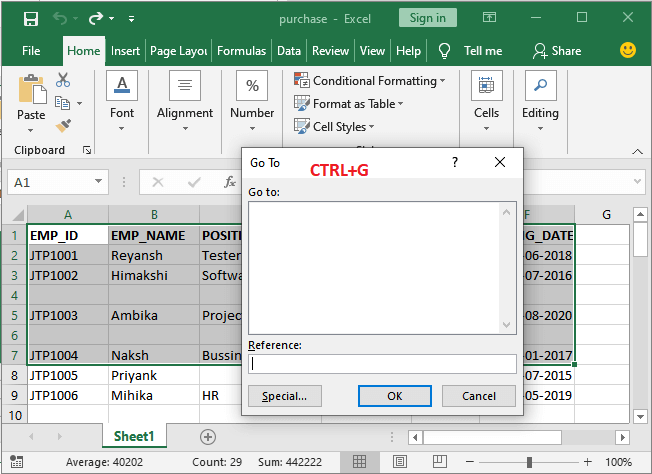 purchase - Excel
Sign in
File Home Insert Page Layou Formulas Data Review View Help Tell me Share
Paste
Clipboard
Font
Alignment
%
Number
Conditional Formatting
Format as Table
Cell Styles
Cells
Editing
A1
fx
Go To
CTRL+G
?
Go to:
Reference:
Special...
OK
Cancel
A B F G
1 EMP_ID EMP_NAME POSITI G_DATE
2 JTP1001 Reyansh Tester -06-2018
3 JTP1002 Himakshi Softwa -07-2016
4
5 JTP1003 Ambika Projec -08-2020
6
7 JTP1004 Naksh Bussin -01-2017
8 JTP1005 Priyank -07-2015
9 JTP1006 Mihika HR -05-2019
10
Sheet1
Average: 40202 Count: 29 Sum: 442222 100%